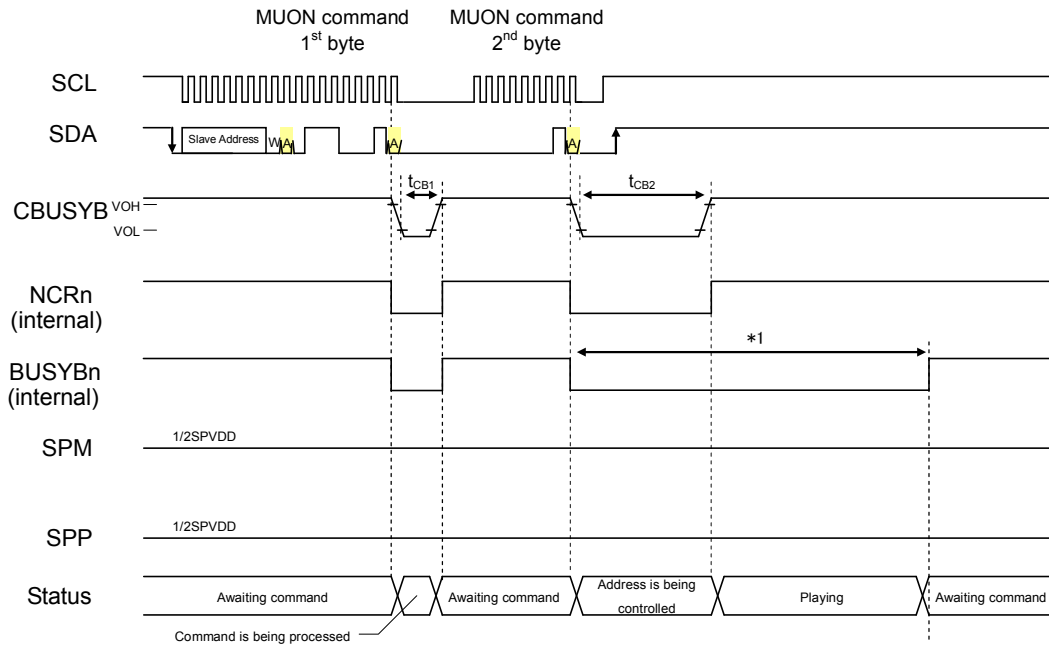 MUON command
1st byte
MUON command
2nd byte
SCL
SDA
Slave Address
W
A
A
A
CBUSYB
VOH
VOL
tCB1
tCB2
NCRn
(internal)
BUSYBn
(internal)
*1
SPM
1/2SPVDD
SPP
1/2SPVDD
Status
Awaiting command
Command is being processed
Awaiting command
Address is being
controlled
Playing
Awaiting command